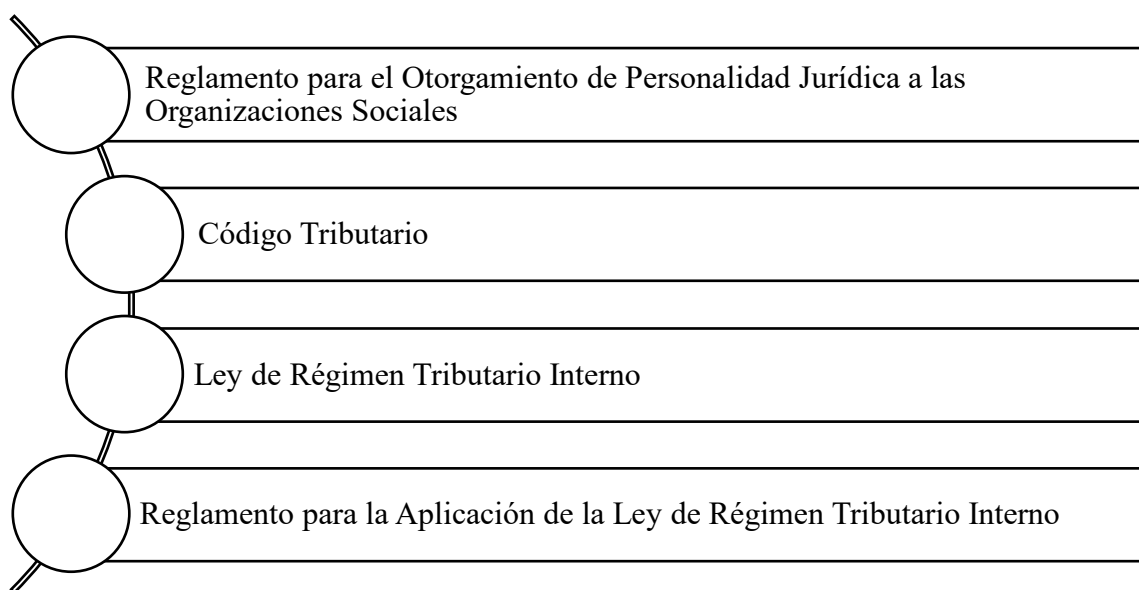 Reglamento para el Otorgamiento de Personalidad Jurídica a las
Organizaciones Sociales
Código Tributario
Ley de Régimen Tributario Interno
Reglamento para la Aplicación de la Ley de Régimen Tributario Interno